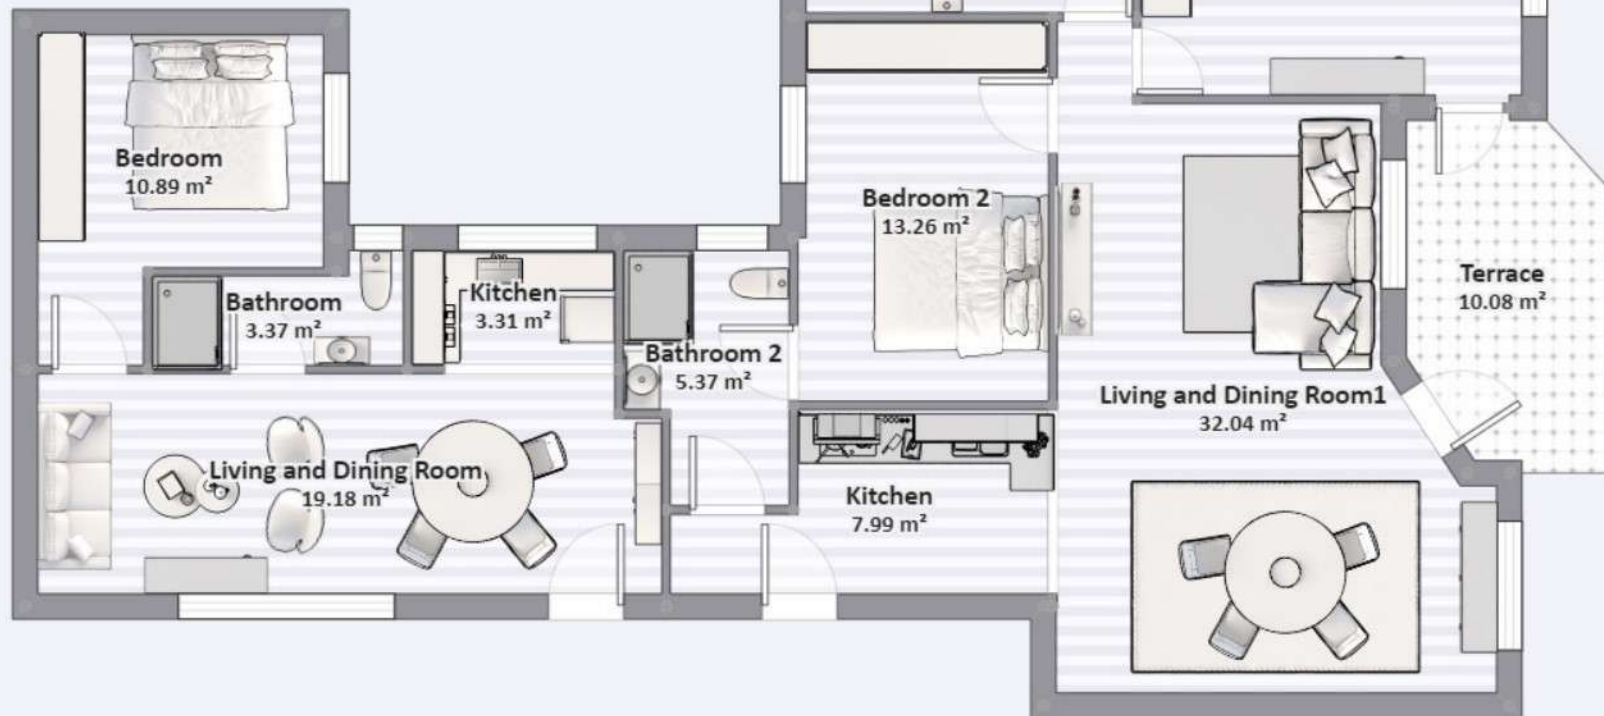 Bedroom
10.89 m²
Bathroom
3.37 m²
Kitchen
3.31 m²
Bathroom 2
5.37 m²
Bedroom 2
13.26 m²
Terrace
10.08 m²
Living and Dining Room1
32.04 m²
Living and Dining Room
19.18 m²
Kitchen
7.99 m²